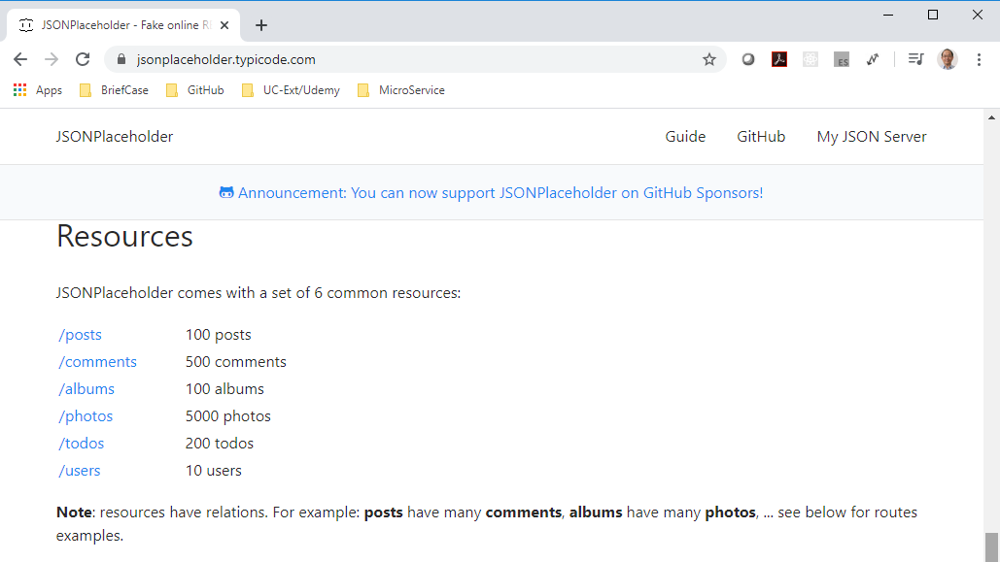 JSONPlaceholder - Fake online R
jsonplaceholder.typicode.com
ES
Apps BriefCase GitHub UC-Ext/Udemy MicroService
JSONPlaceholder Guide GitHub My JSON Server
Announcement: You can now support JSONPlaceholder on GitHub Sponsors!
Resources
JSONPlaceholder comes with a set of 6 common resources:
/posts 100 posts
/comments 500 comments
/albums 100 albums
/photos 5000 photos
/todos 200 todos
/users 10 users
Note: resources have relations. For example: posts have many comments, albums have many photos, ... see below for routes
examples.